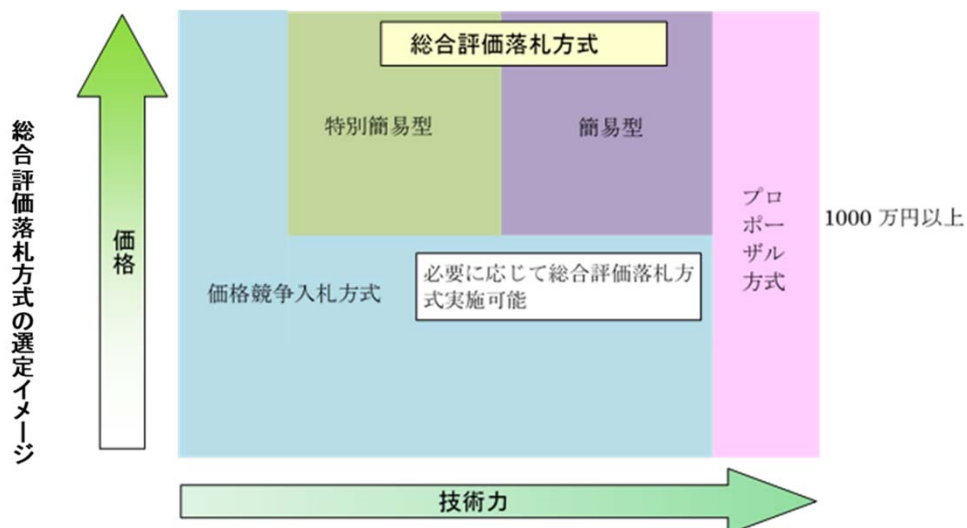 総合評価落札方式の選定イメージ
価格
総合評価落札方式
特別簡易型
簡易型
価格競争入札方式
必要に応じて総合評価落札方
式実施可能
プロ
ポー
ザル
方式
1000 万円以上
技術力